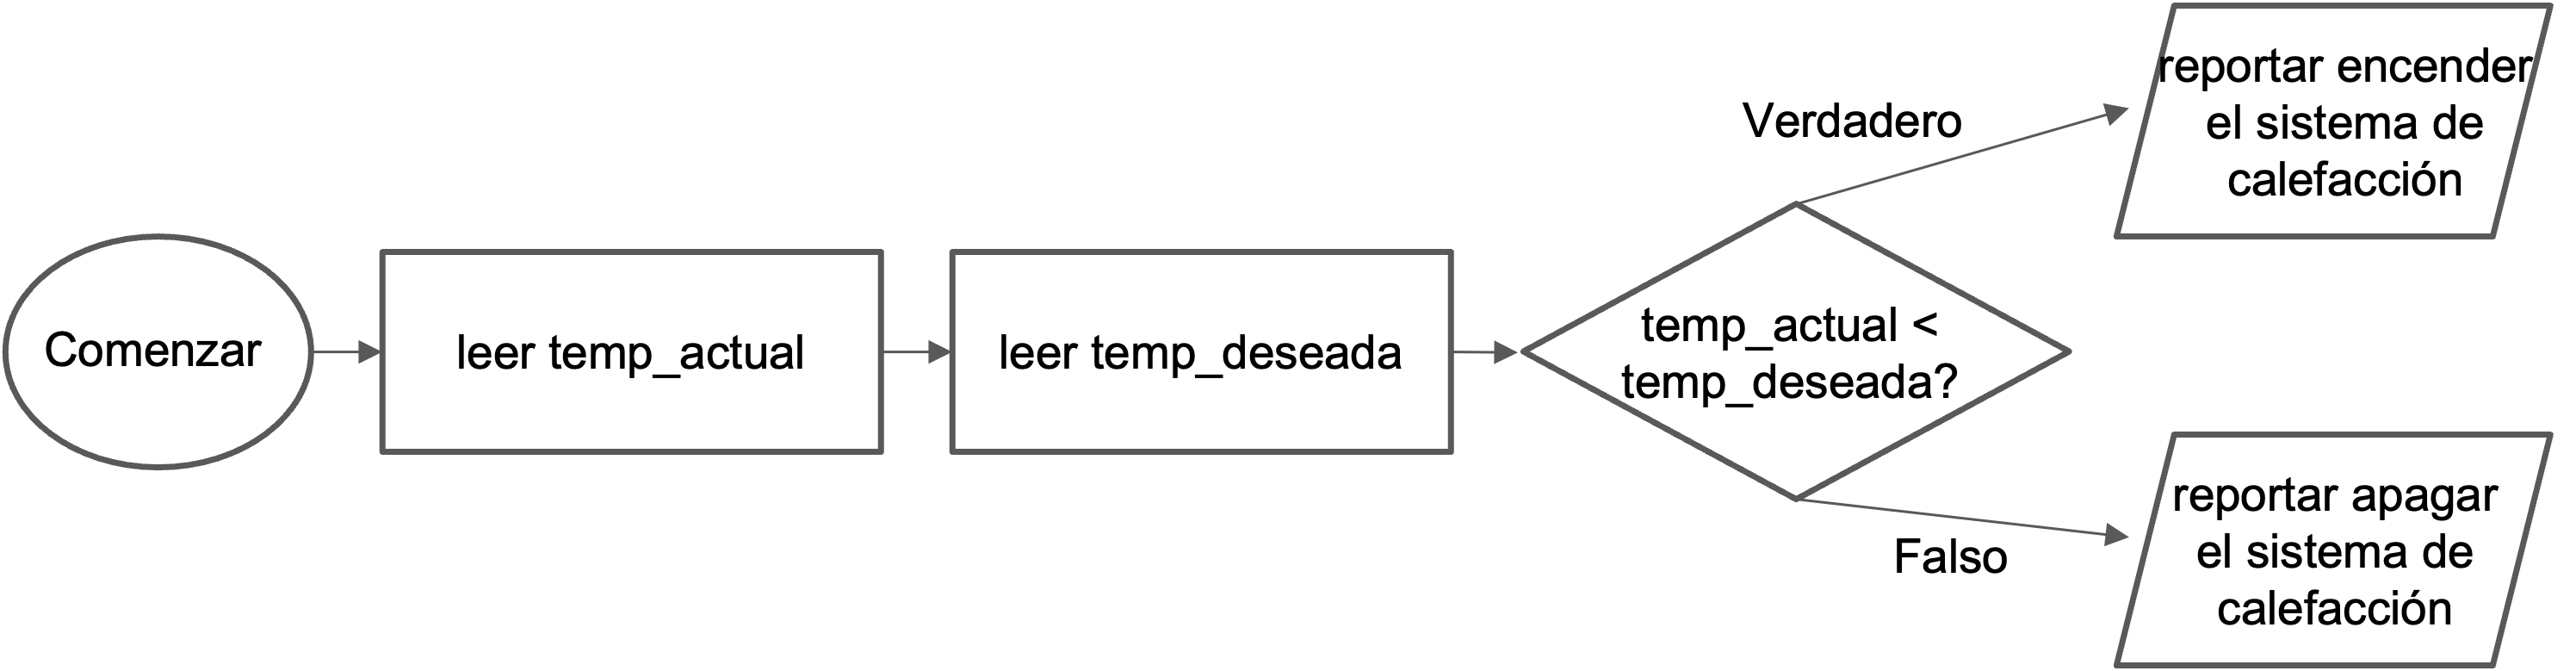 Comenzar
leer temp_actual
leer temp_deseada
temp_actual <
temp_deseada?
Verdadero
reportar encender
el sistema de
calefacción
Falso
reportar apagar
el sistema de
calefacción